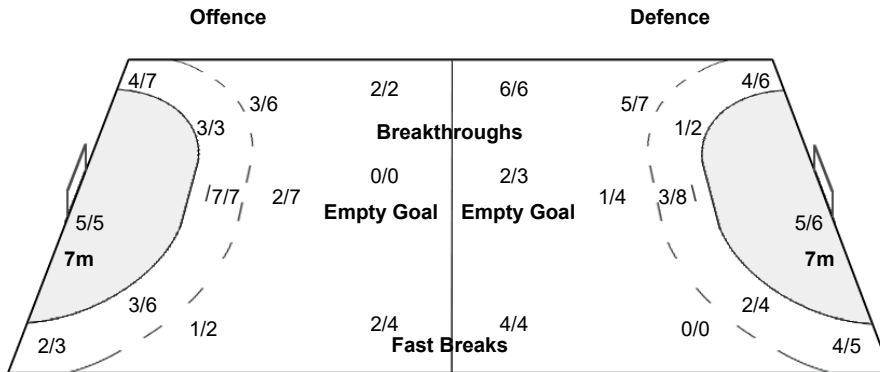 Offence Defence
4/7 2/2 6/6 4/6
3/6 5/7
3/3 Breakthroughs 1/2
0/0 2/3
7/7 2/7 1/4 3/8
Empty Goal Empty Goal
5/5 5/6
7m 7m
3/6 2/4
1/2 2/4 4/4 0/0
2/3 Fast Breaks 4/5